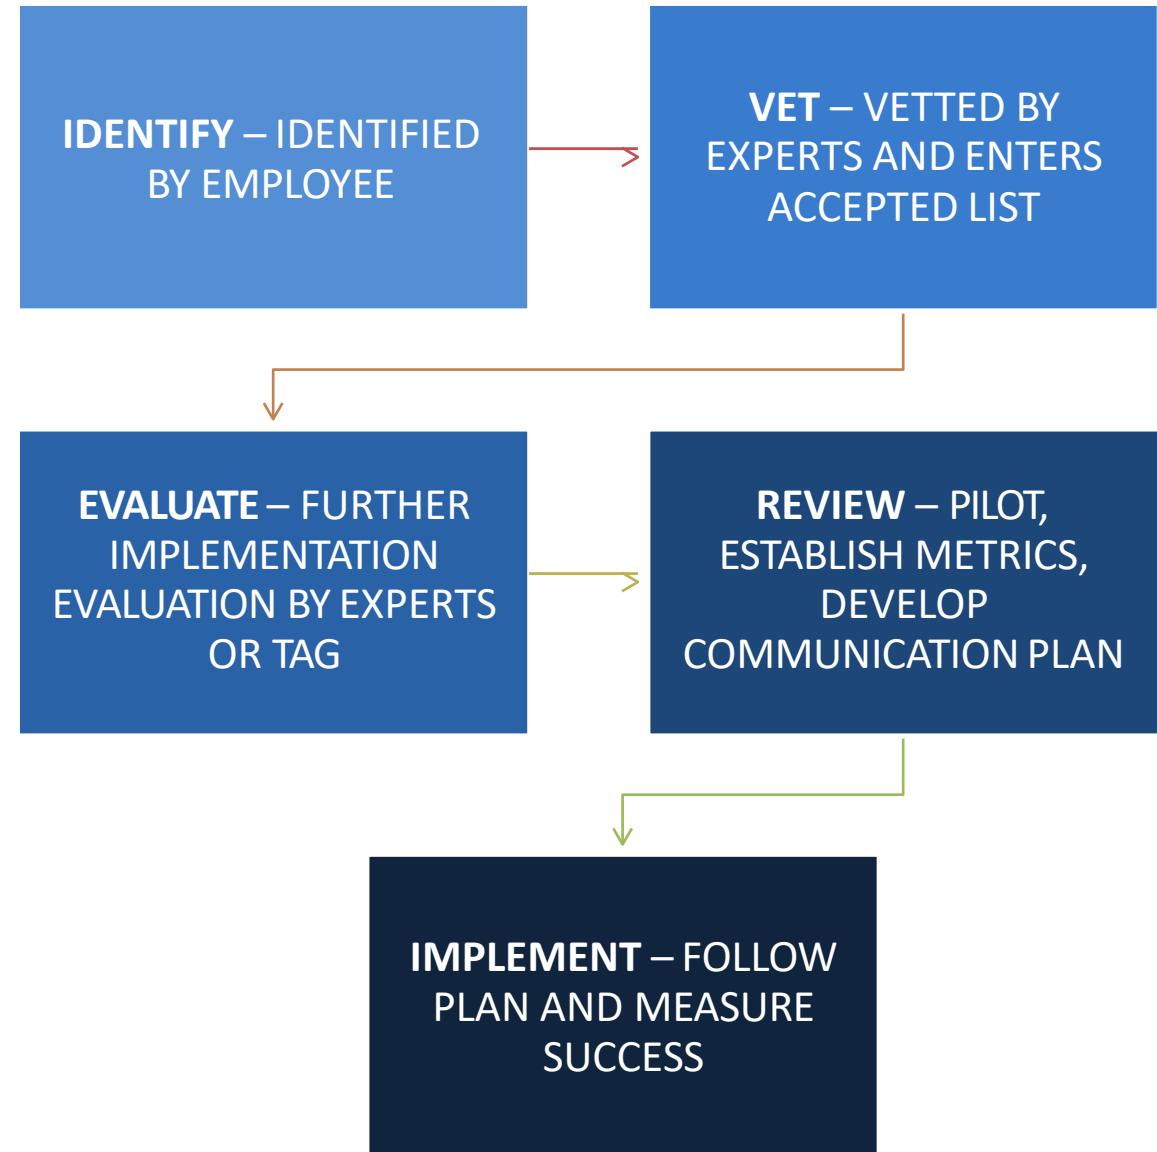 IDENTIFY – IDENTIFIED
BY EMPLOYEE
VET – VETTED BY
EXPERTS AND ENTERS
ACCEPTED LIST
EVALUATE – FURTHER
IMPLEMENTATION
EVALUATION BY EXPERTS
OR TAG
REVIEW – PILOT,
ESTABLISH METRICS,
DEVELOP
COMMUNICATION PLAN
IMPLEMENT – FOLLOW
PLAN AND MEASURE
SUCCESS